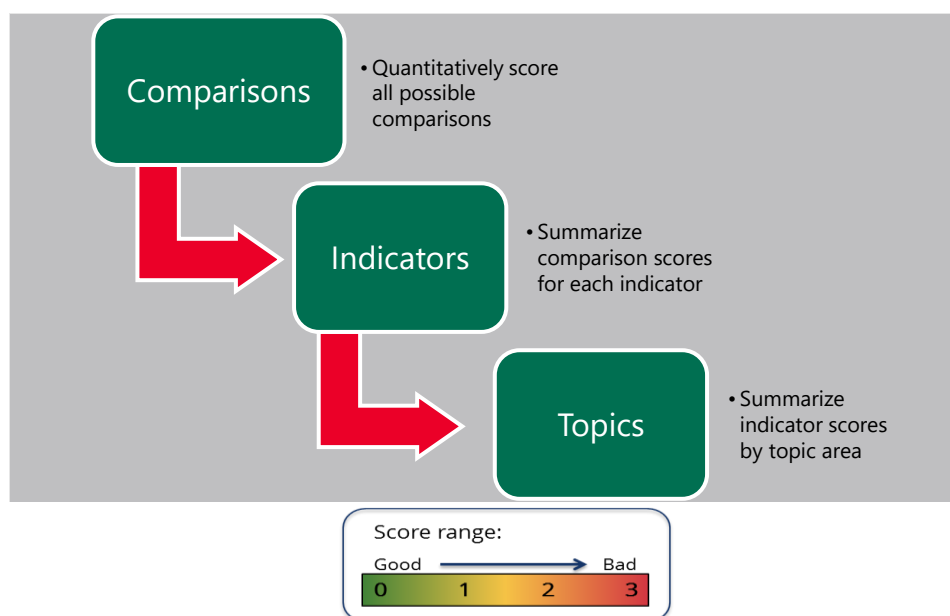 Comparisons
• Quantitatively score
all possible
comparisons
Indicators
• Summarize
comparison scores
for each indicator
Topics
• Summarize
indicator scores
by topic area
Score range:
Good Bad
0 1 2 3